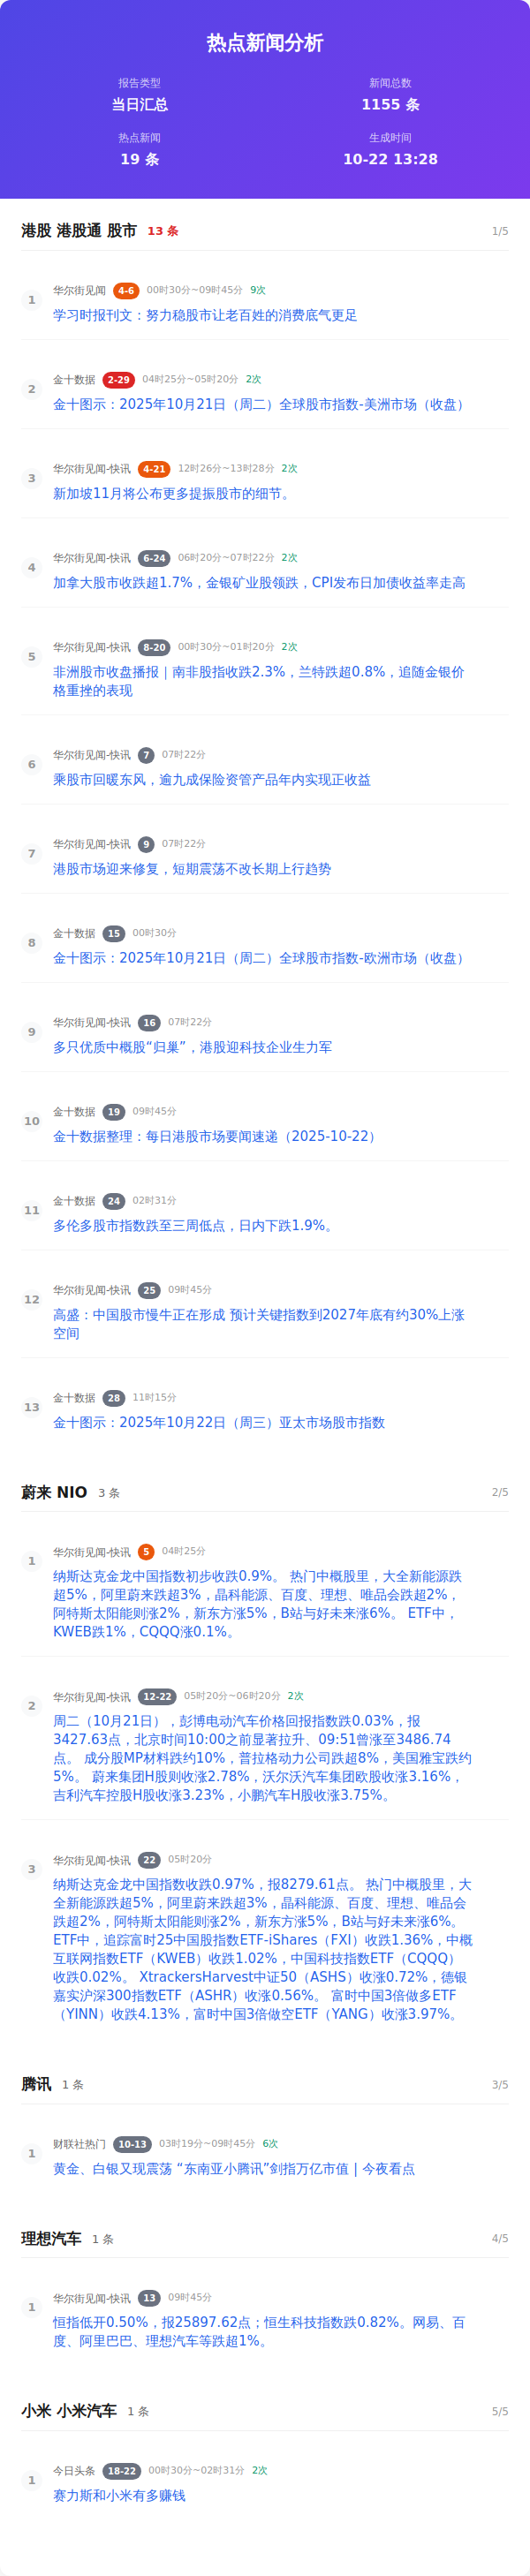 热点新闻分析
报告类型
当日汇总
新闻总数
1155 条
热点新闻
19 条
生成时间
10-22 13:28
港股 港股通 股市 13 条 1/5
1
华尔街见闻 4-6 00时30分~09时45分 9次
学习时报刊文：努力稳股市让老百姓的消费底气更足
2
金十数据 2-29 04时25分~05时20分 2次
金十图示：2025年10月21日（周二）全球股市指数-美洲市场（收盘）
3
华尔街见闻-快讯 4-21 12时26分~13时28分 2次
新加坡11月将公布更多提振股市的细节。
4
华尔街见闻-快讯 6-24 06时20分~07时22分 2次
加拿大股市收跌超1.7%，金银矿业股领跌，CPI发布日加债收益率走高
5
华尔街见闻-快讯 8-20 00时30分~01时20分 2次
非洲股市收盘播报｜南非股指收跌2.3%，兰特跌超0.8%，追随金银价
格重挫的表现
6
华尔街见闻-快讯 7 07时22分
乘股市回暖东风，逾九成保险资管产品年内实现正收益
7
华尔街见闻-快讯 9 07时22分
港股市场迎来修复，短期震荡不改长期上行趋势
8
金十数据 15 00时30分
金十图示：2025年10月21日（周二）全球股市指数-欧洲市场（收盘）
9
华尔街见闻-快讯 16 07时22分
多只优质中概股“归巢”，港股迎科技企业生力军
10
金十数据 19 09时45分
金十数据整理：每日港股市场要闻速递（2025-10-22）
11
金十数据 24 02时31分
多伦多股市指数跌至三周低点，日内下跌1.9%。
12
华尔街见闻-快讯 25 09时45分
高盛：中国股市慢牛正在形成 预计关键指数到2027年底有约30%上涨
空间
13
金十数据 28 11时15分
金十图示：2025年10月22日（周三）亚太市场股市指数
蔚来 NIO 3 条 2/5
1
华尔街见闻-快讯 5 04时25分
纳斯达克金龙中国指数初步收跌0.9%。 热门中概股里，大全新能源跌
超5%，阿里蔚来跌超3%，晶科能源、百度、理想、唯品会跌超2%，
阿特斯太阳能则涨2%，新东方涨5%，B站与好未来涨6%。 ETF中，
KWEB跌1%，CQQQ涨0.1%。
2
华尔街见闻-快讯 12-22 05时20分~06时20分 2次
周二（10月21日），彭博电动汽车价格回报指数跌0.03%，报
3427.63点，北京时间10:00之前显著拉升、09:51曾涨至3486.74
点。 成分股MP材料跌约10%，普拉格动力公司跌超8%，美国雅宝跌约
5%。 蔚来集团H股则收涨2.78%，沃尔沃汽车集团欧股收涨3.16%，
吉利汽车控股H股收涨3.23%，小鹏汽车H股收涨3.75%。
3
华尔街见闻-快讯 22 05时20分
纳斯达克金龙中国指数收跌0.97%，报8279.61点。 热门中概股里，大
全新能源跌超5%，阿里蔚来跌超3%，晶科能源、百度、理想、唯品会
跌超2%，阿特斯太阳能则涨2%，新东方涨5%，B站与好未来涨6%。
ETF中，追踪富时25中国股指数ETF-iShares（FXI）收跌1.36%，中概
互联网指数ETF（KWEB）收跌1.02%，中国科技指数ETF（CQQQ）
收跌0.02%。 XtrackersHarvest中证50（ASHS）收涨0.72%，德银
嘉实沪深300指数ETF（ASHR）收涨0.56%。 富时中国3倍做多ETF
（YINN）收跌4.13%，富时中国3倍做空ETF（YANG）收涨3.97%。
腾讯 1 条 3/5
1
财联社热门 10-13 03时19分~09时45分 6次
黄金、白银又现震荡 “东南亚小腾讯”剑指万亿市值 | 今夜看点
理想汽车 1 条 4/5
1
华尔街见闻-快讯 13 09时45分
恒指低开0.50%，报25897.62点；恒生科技指数跌0.82%。网易、百
度、阿里巴巴、理想汽车等跌超1%。
小米 小米汽车 1 条 5/5
1
今日头条 18-22 00时30分~02时31分 2次
赛力斯和小米有多赚钱